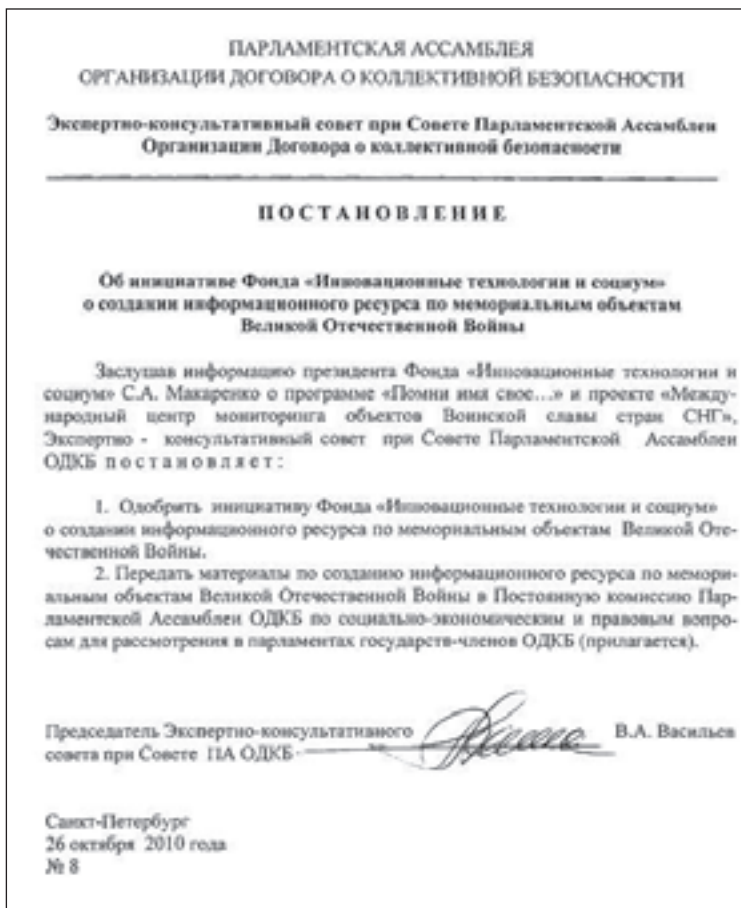 ПАРЛАМЕНТСКАЯ АССАМБЛЕЯ
ОРГАНИЗАЦИИ ДОГОВОРА О КОЛЛЕКТИВНОЙ БЕЗОПАСНОСТИ
Экспертно-консультативный совет при Совете Парламентской Ассамблеи
Организации Договора о коллективной безопасности
ПОСТАНОВЛЕНИЕ
Об инициативе Фонда «Инновационные технологии и социум»
о создании информационного ресурса по мемориальным объектам
Великой Отечественной Войны
Заслушав информацию президента Фонда «Инновационные технологии и
социум» С.А. Макаренко о программе «Помни имя свое...» и проекте «Между-
народный центр мониторинга объектов Воинской славы стран СНГ»,
Экспертно - консультативный совет при Совете Парламентской Ассамблеи
ОДКБ постановляет:
1. Одобрить инициативу Фонда «Инновационные технологии и социум»
о создании информационного ресурса по мемориальным объектам Великой Оте-
чественной Войны.
2. Передать материалы по созданию информационного ресурса по мемори-
альным объектам Великой Отечественной Войны в Постоянную комиссию Пар-
ламентской Ассамблеи ОДКБ по социально-экономическим и правовым вопро-
сам для рассмотрения в парламентах государств-членов ОДКБ (прилагается).
Председатель Экспертно-консультативного
совета при Совете ПА ОДКБ
В.А. Васильев
Санкт-Петербург
26 октября 2010 года
№ 8